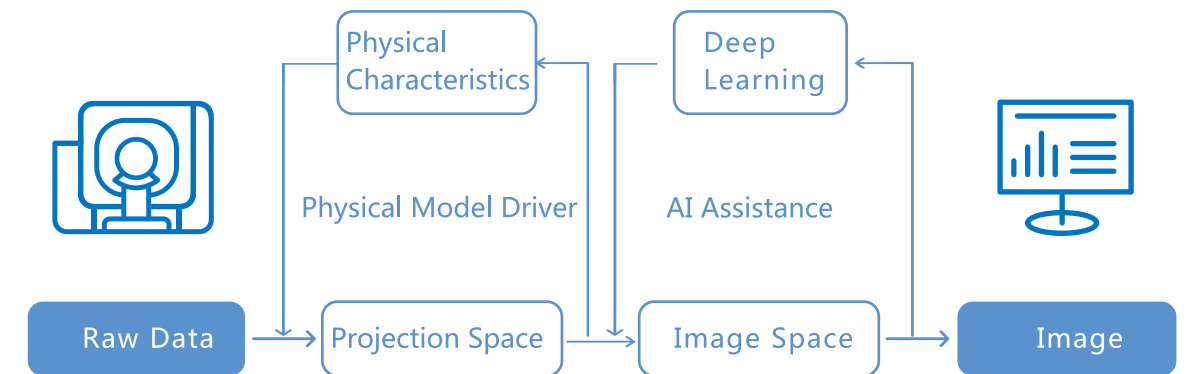 Physical
Characteristics
Deep
Learning
Physical Model Driver
AI Assistance
Raw Data
Projection Space
Image Space
Image